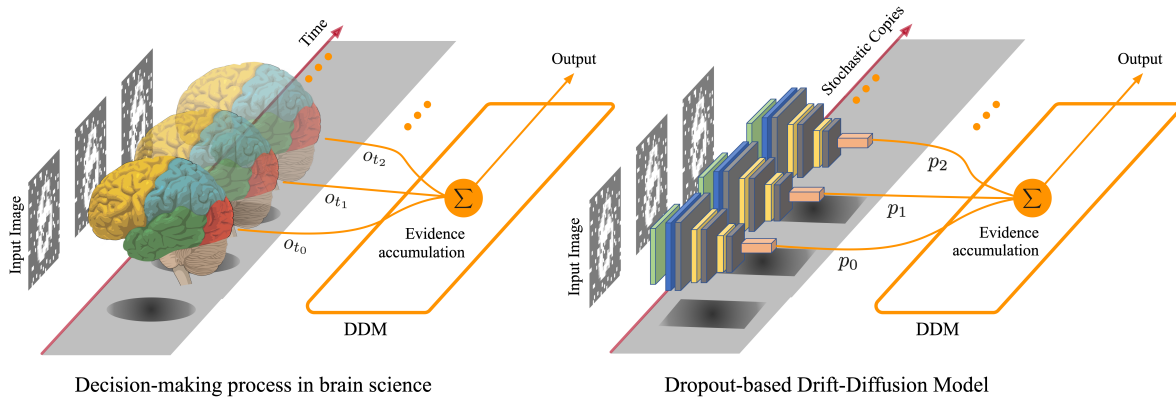 Time
Output
Input Image
o_{t_2}
o_{t_1}
o_{t_0}
Σ
Evidence
accumulation
DDM
Decision-making process in brain science
Stochastic Copies
Output
Input Image
p_2
p_1
p_0
Σ
Evidence
accumulation
DDM
Dropout-based Drift-Diffusion Model